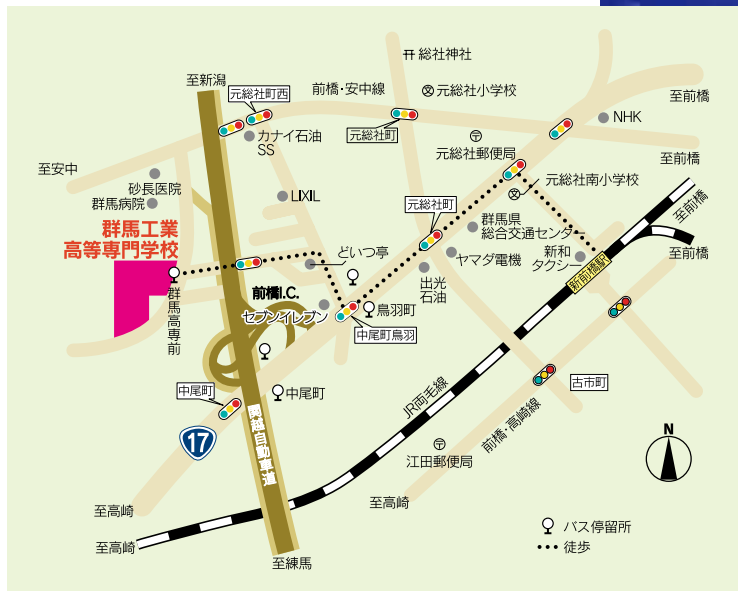 総社神社
至新潟
前橋・安中線
元総社町西
元総社小学校
至前橋
NHK
カナイ石油
SS
元総社町
元総社郵便局
至前橋
至安中
砂長医院
群馬病院
LIXIL
元総社南小学校
元総社町
至前橋
群馬工業
高等専門学校
群馬県
総合交通センター
どいつ亭
ヤマダ電機
新和
タクシー
至前橋
新前橋駅
出光
石油
群馬高専前
前橋I.C.
セブンイレブン
鳥羽町
中尾町鳥羽
中尾町
中尾町
古市町
JR両毛線
前橋・高崎線
関越自動車道
17
江田郵便局
N
至高崎
至高崎
至高崎
至練馬
バス停留所
徒歩